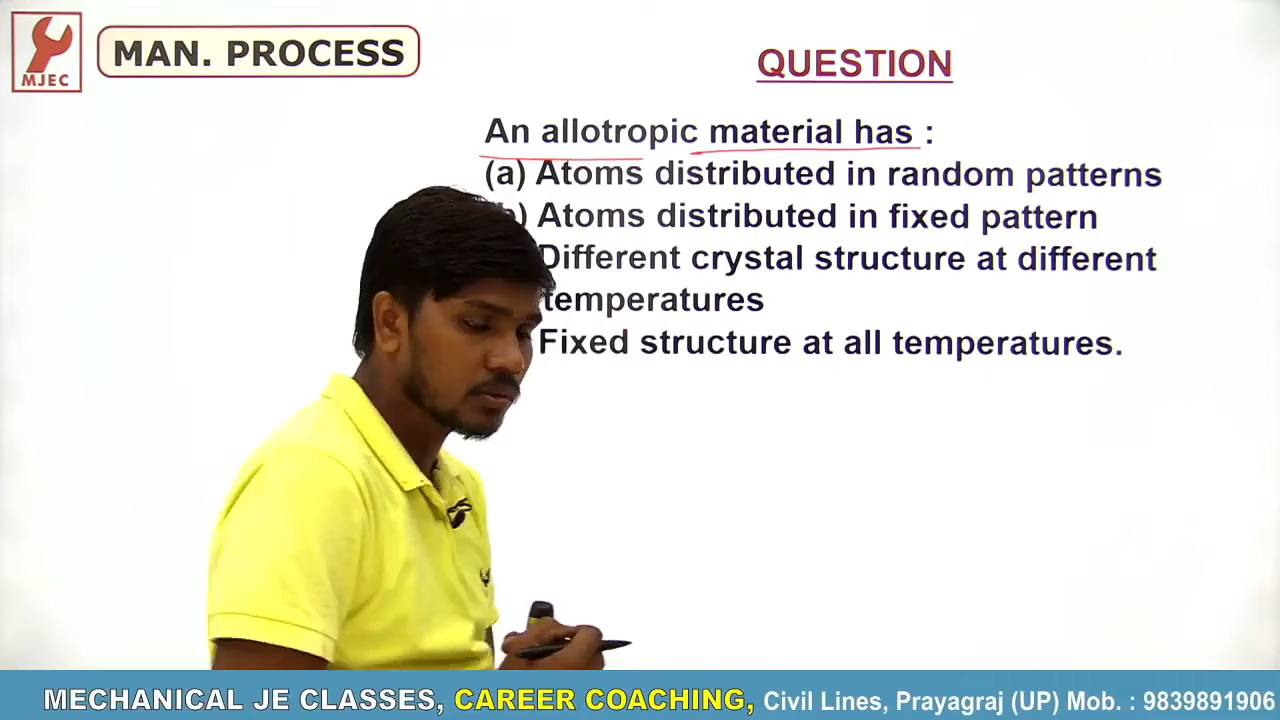 MJEC
MAN. PROCESS
QUESTION
An allotropic material has :
(a) Atoms distributed in random patterns
Atoms distributed in fixed pattern
Different crystal structure at different
temperatures
Fixed structure at all temperatures.
MECHANICAL JE CLASSES, CAREER COACHING, Civil Lines, Prayagraj (UP) Mob. : 9839891906